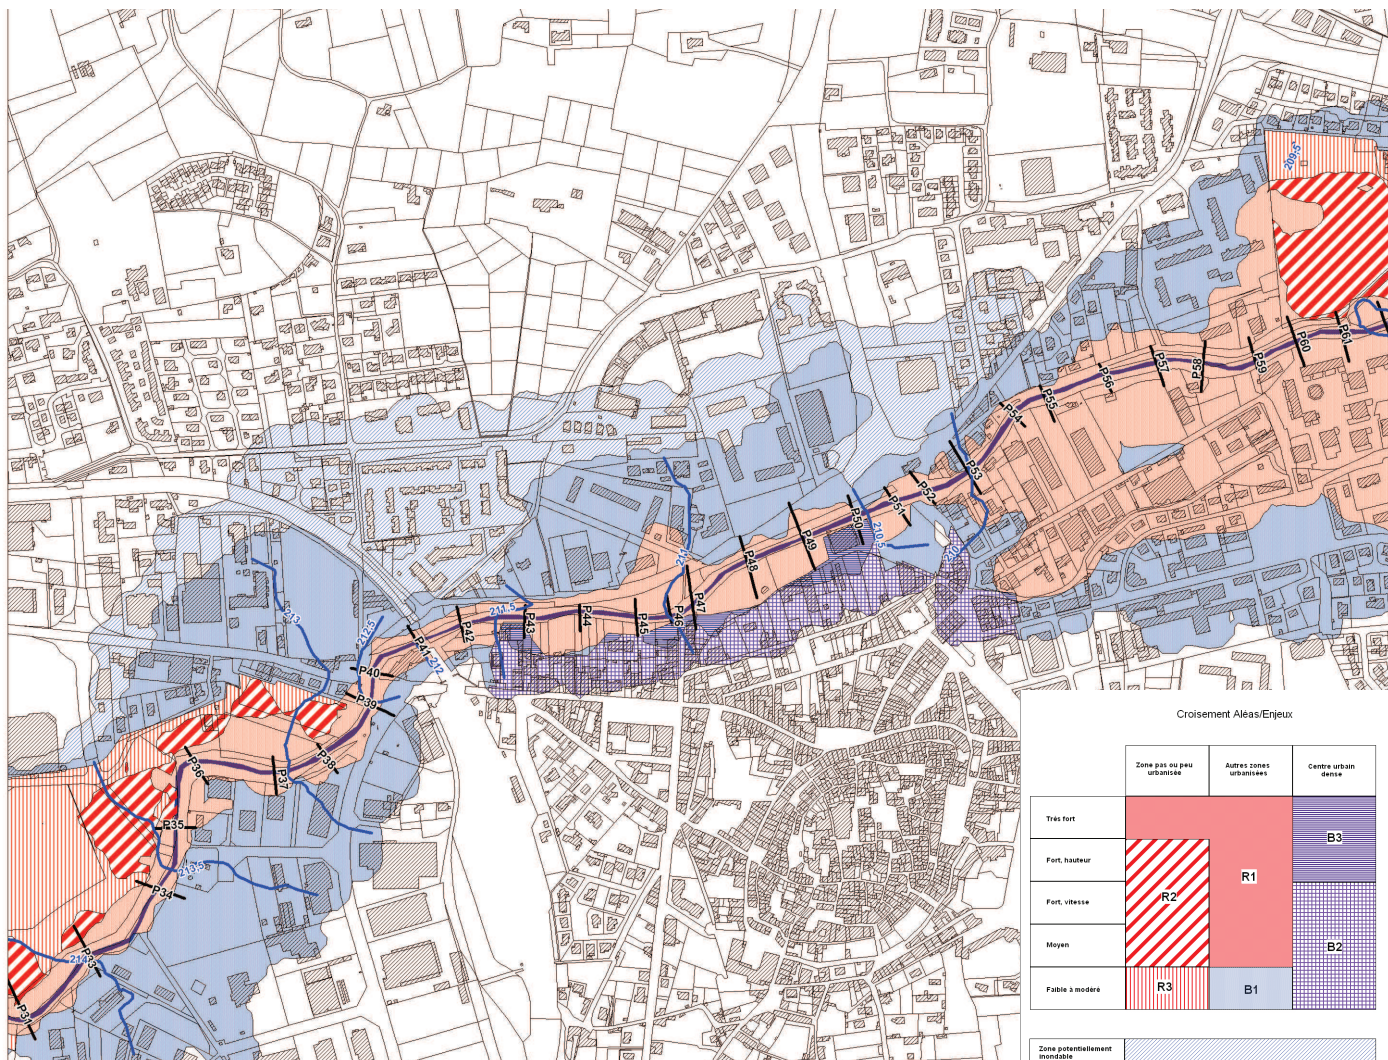 209.5
P61
P60
P59
P58
P57
P56
P55
P54
P53
P52
P51
P50
210.5
210
P49
P48
211
P47
P46
P45
P44
P43
211.5
P42
P41
212
212.5
213
P40
P39
P38
P37
P36
P35
213.5
P34
P33
214
P31
Croisement Aléas/Enjeux
Zone pas ou peu urbanisée
Autres zones urbanisées
Centre urbain dense
Très fort
Fort, hauteur
Fort, vitesse
Moyen
Faible à modéré
B3
R1
R2
B2
R3
B1
Zone potentiellement
inondable